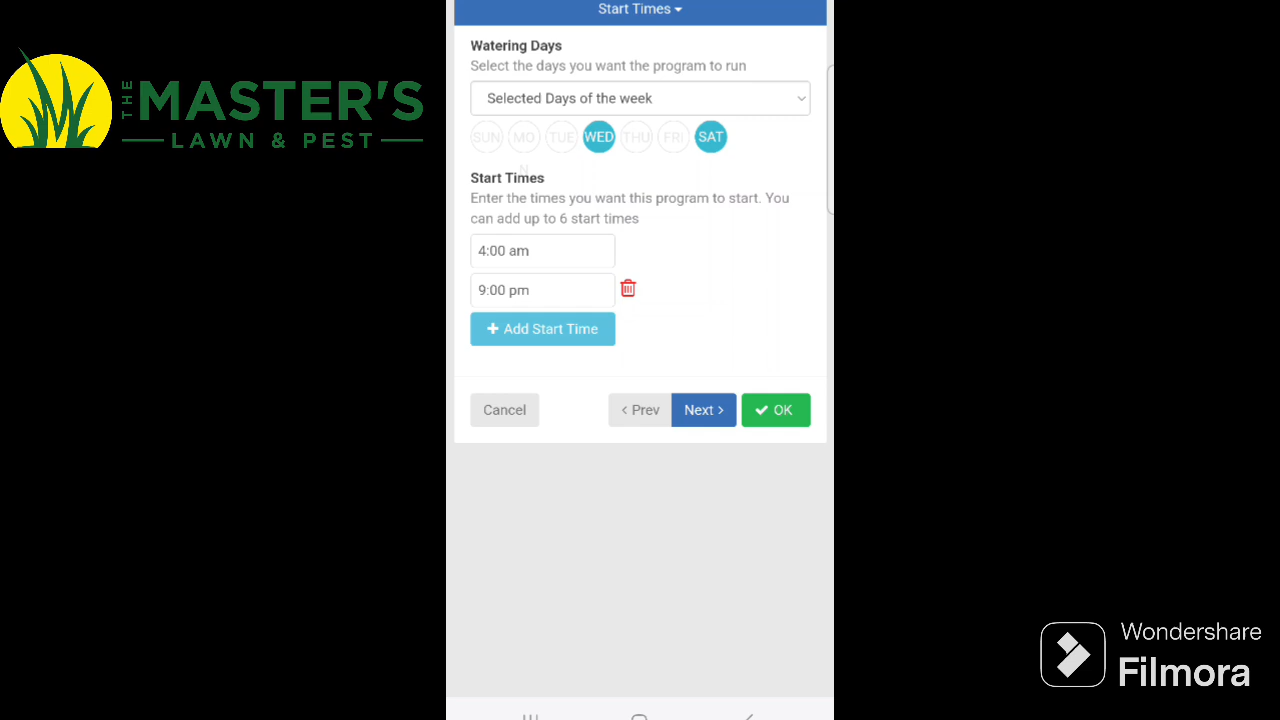 THE
MASTER'S
LAWN & PEST
Start Times
Watering Days
Select the days you want the program to run
Selected Days of the week
SUN MO TUE WED THU FRI SAT
N
Start Times
Enter the times you want this program to start. You
can add up to 6 start times
4:00 am
9:00 pm
Add Start Time
Cancel Prev Next OK
Wondershare
Filmora